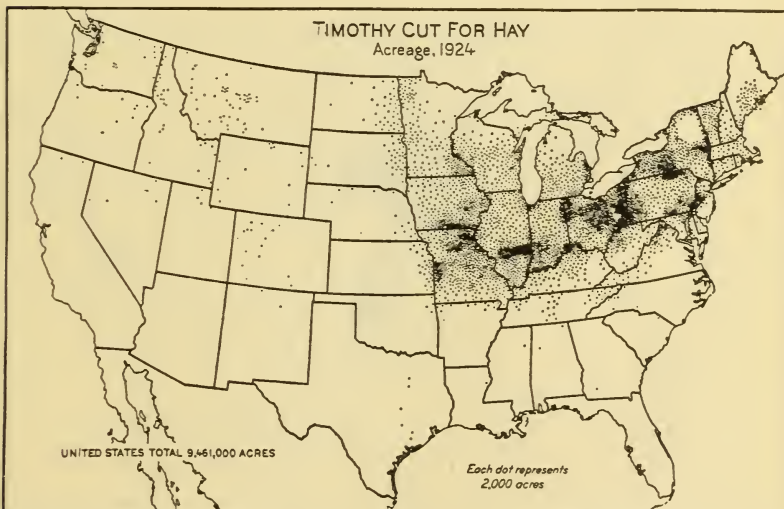 TIMOTHY CUT FOR HAY
Acreage, 1924
UNITED STATES TOTAL 9,461,000 ACRES
Each dot represents
2,000 acres